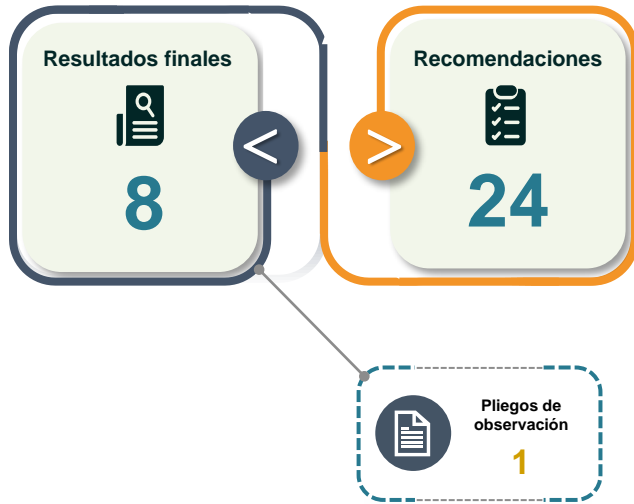 Resultados finales
8
<
Recomendaciones
24
>
Pliegos de
observación
1